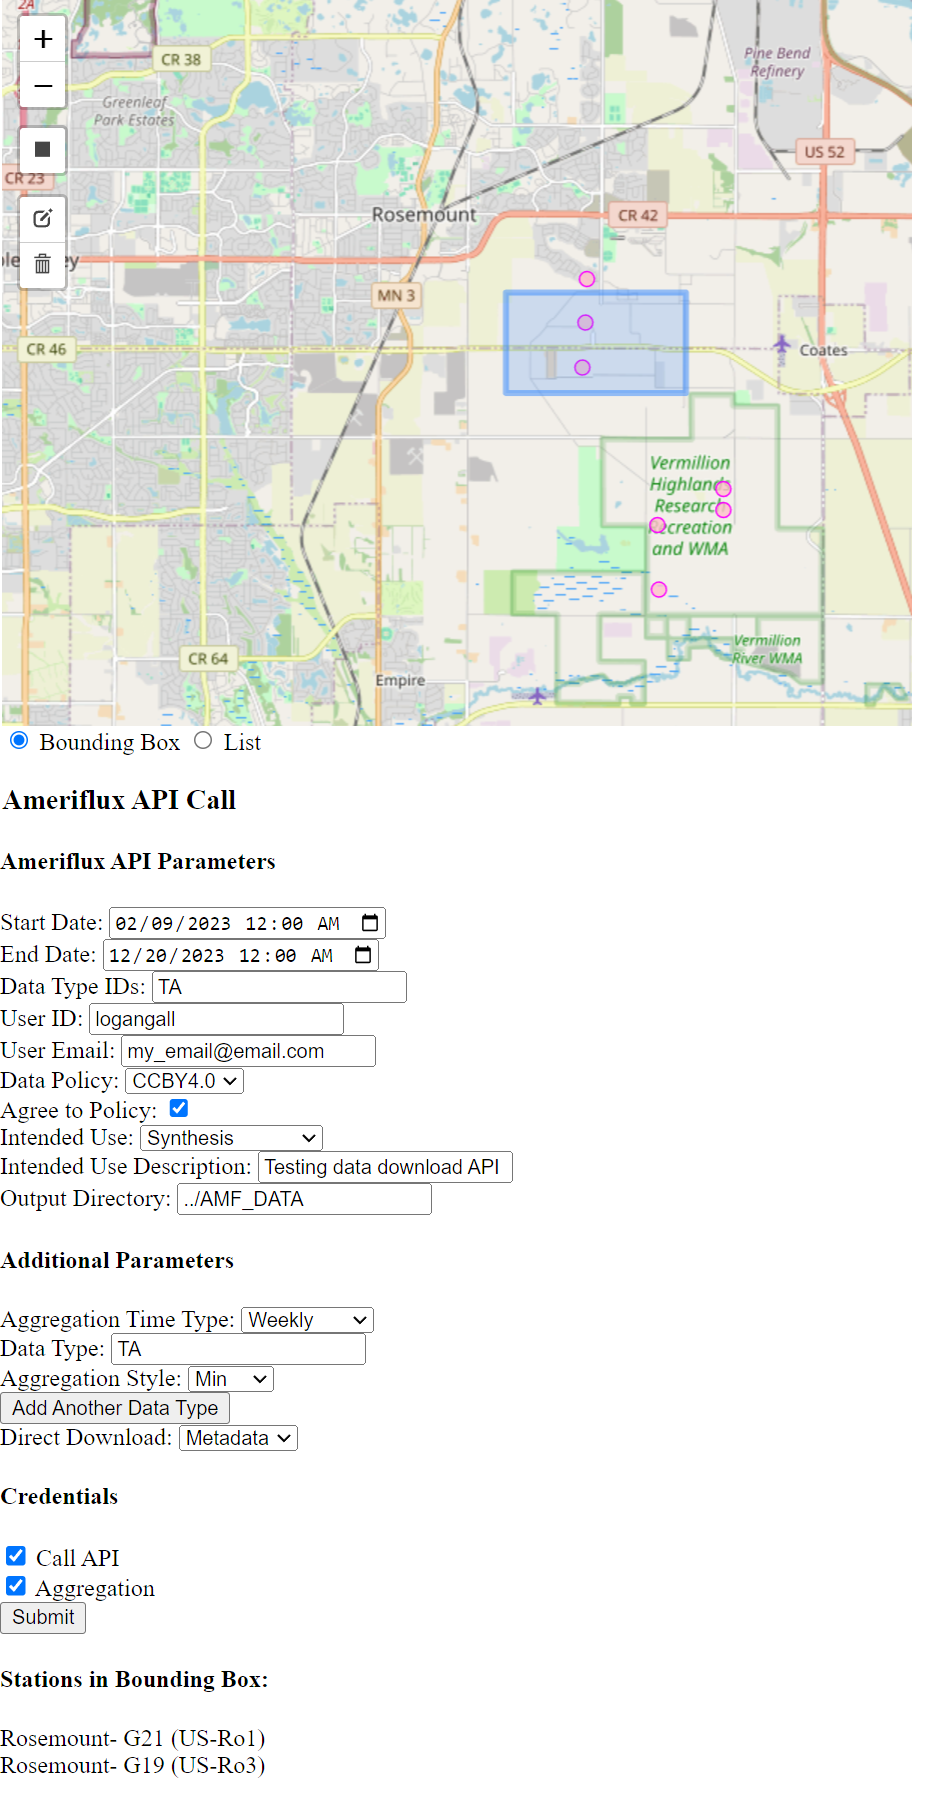 2A
+
CR 38
Pine Bend
Refinery
−
Greenleaf
Park Estates
US 52
CR 23
Rosemount
CR 42
ple
ey
MN 3
CR 46
Coates
Vermillion
Highlands
Research
Recreation
and WMA
Vermillion
River WMA
CR 64
Empire
Bounding Box List
Ameriflux API Call
Ameriflux API Parameters
Start Date: 02/09/2023 12:00 AM
End Date: 12/20/2023 12:00 AM
Data Type IDs: TA
User ID: logangall
User Email: my_email@email.com
Data Policy: CCBY4.0
Agree to Policy:
Intended Use: Synthesis
Intended Use Description: Testing data download API
Output Directory: ../AMF_DATA
Additional Parameters
Aggregation Time Type: Weekly
Data Type: TA
Aggregation Style: Min
Add Another Data Type
Direct Download: Metadata
Credentials
Call API
Aggregation
Submit
Stations in Bounding Box:
Rosemount- G21 (US-Ro1)
Rosemount- G19 (US-Ro3)